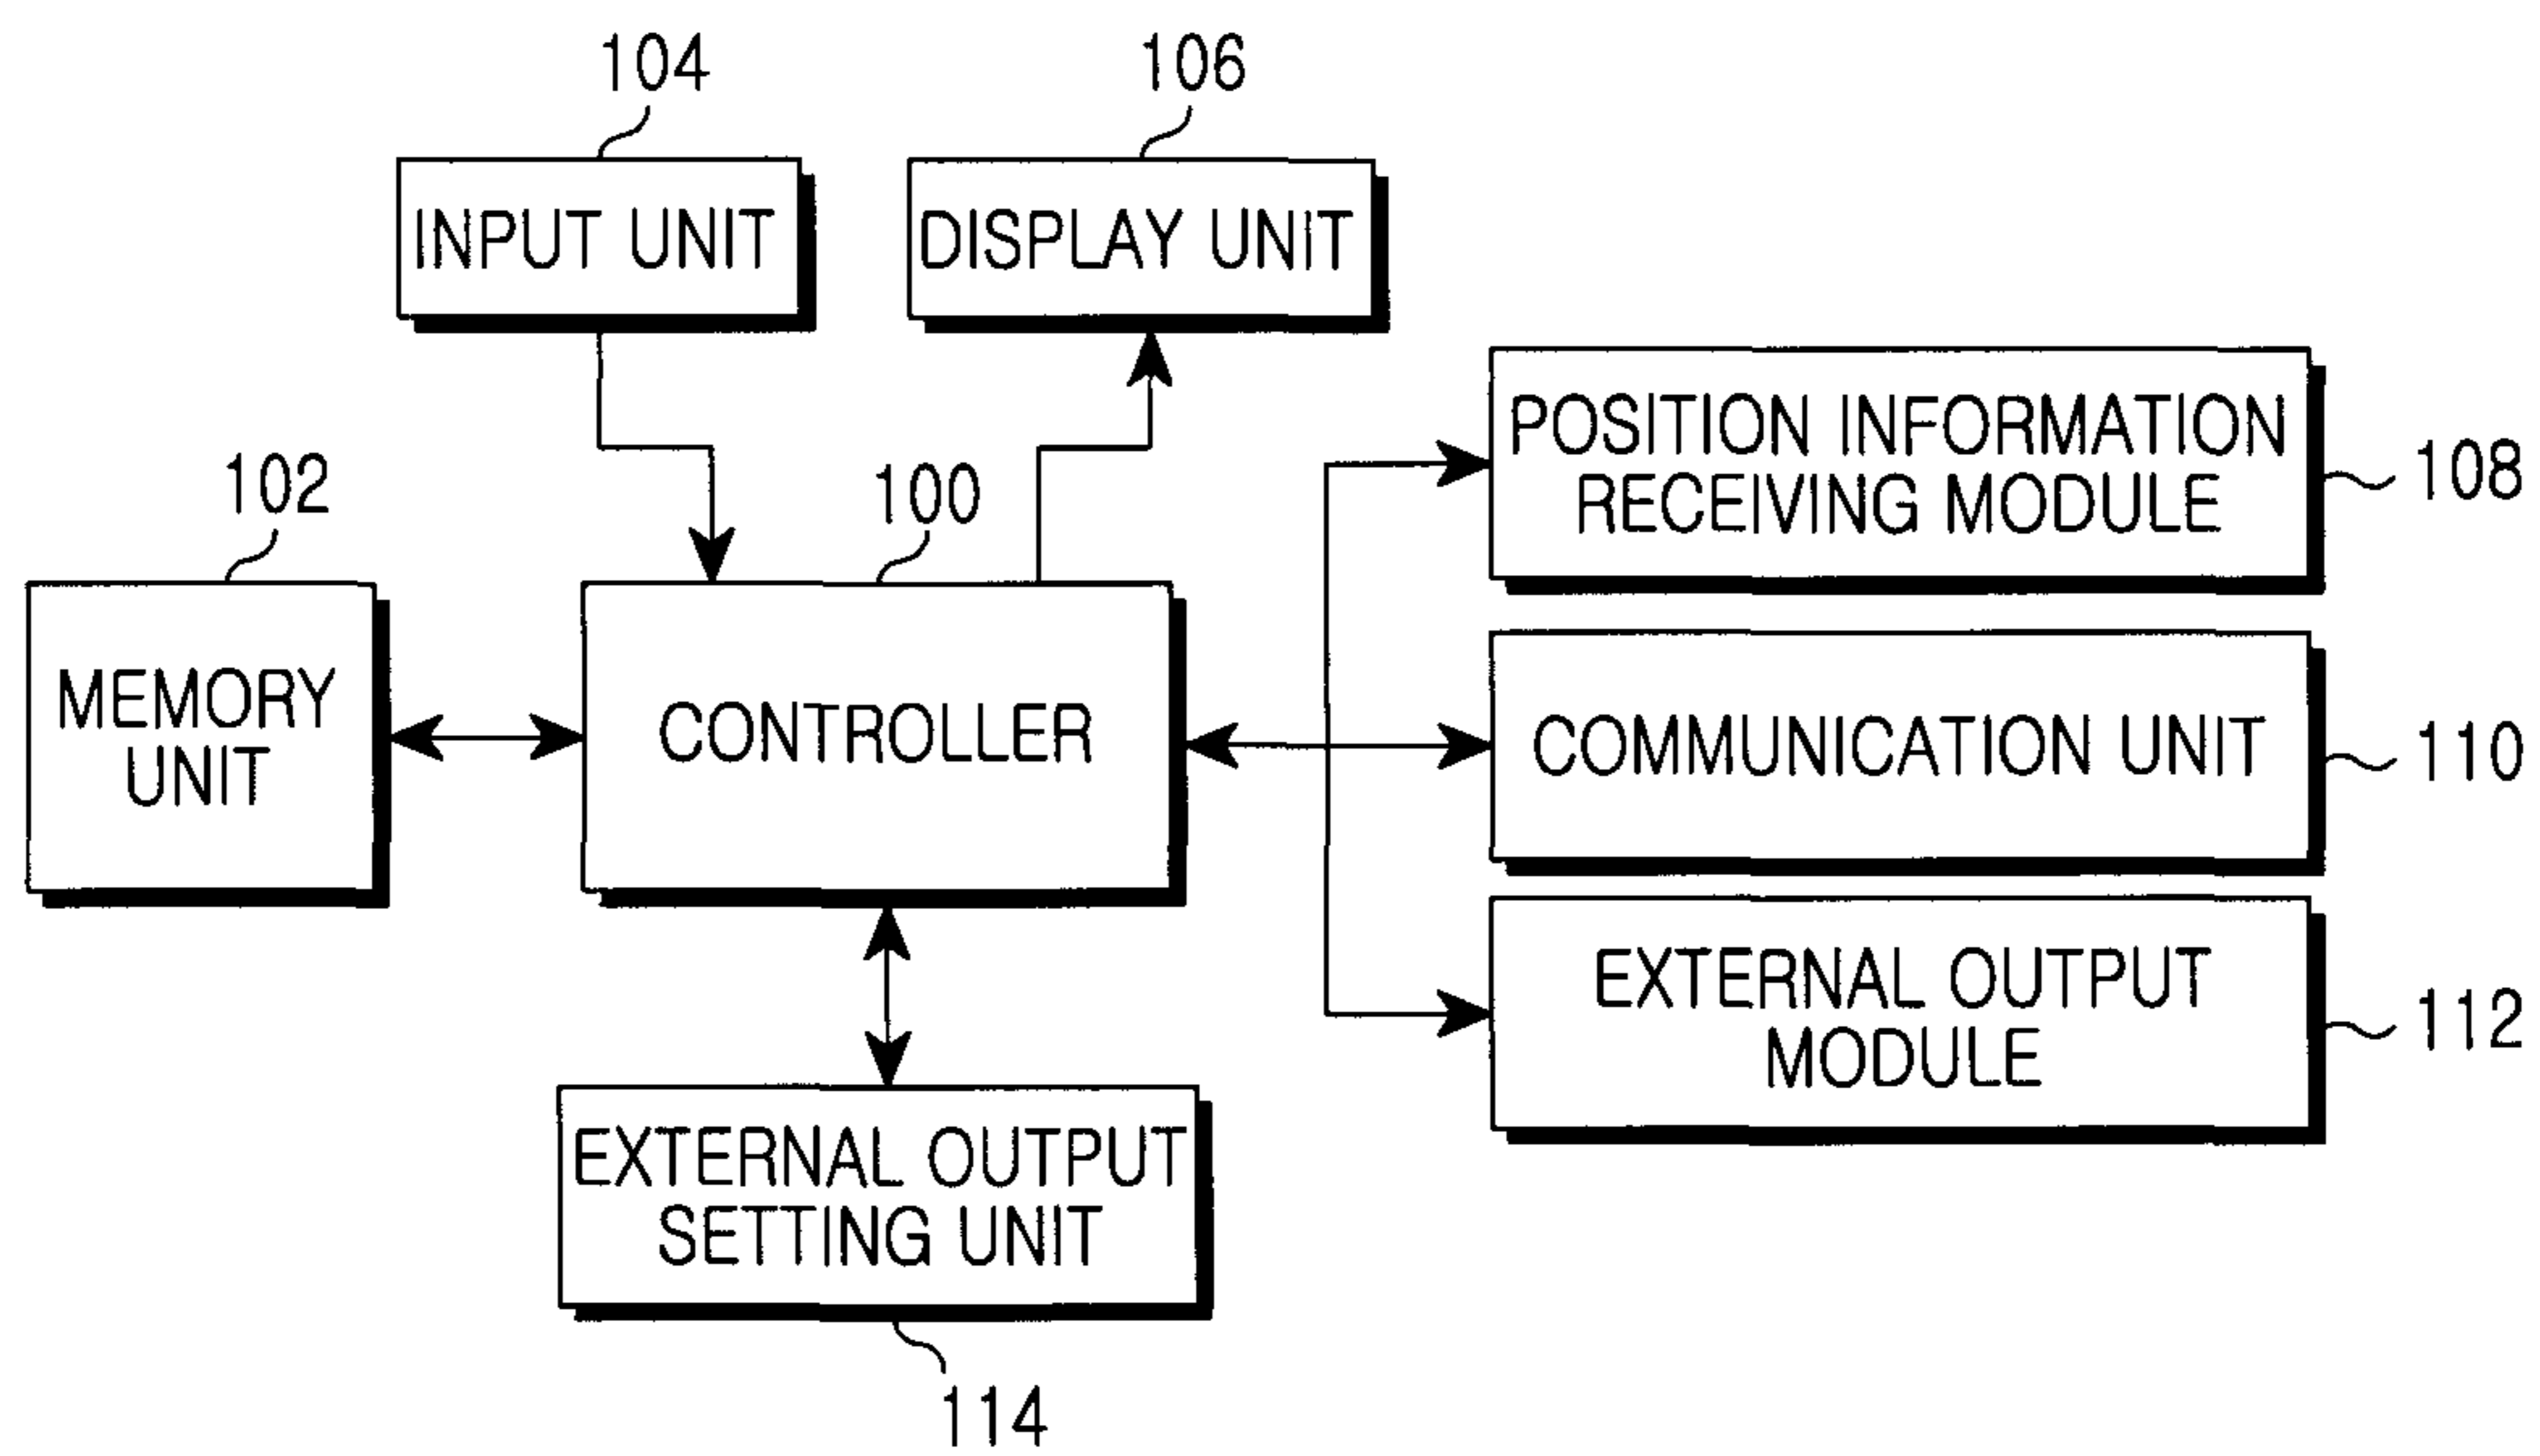 104
106
INPUT UNIT
DISPLAY UNIT
POSITION INFORMATION
RECEIVING MODULE
108
102
100
MEMORY
UNIT
CONTROLLER
COMMUNICATION UNIT
110
EXTERNAL OUTPUT
MODULE
112
EXTERNAL OUTPUT
SETTING UNIT
114